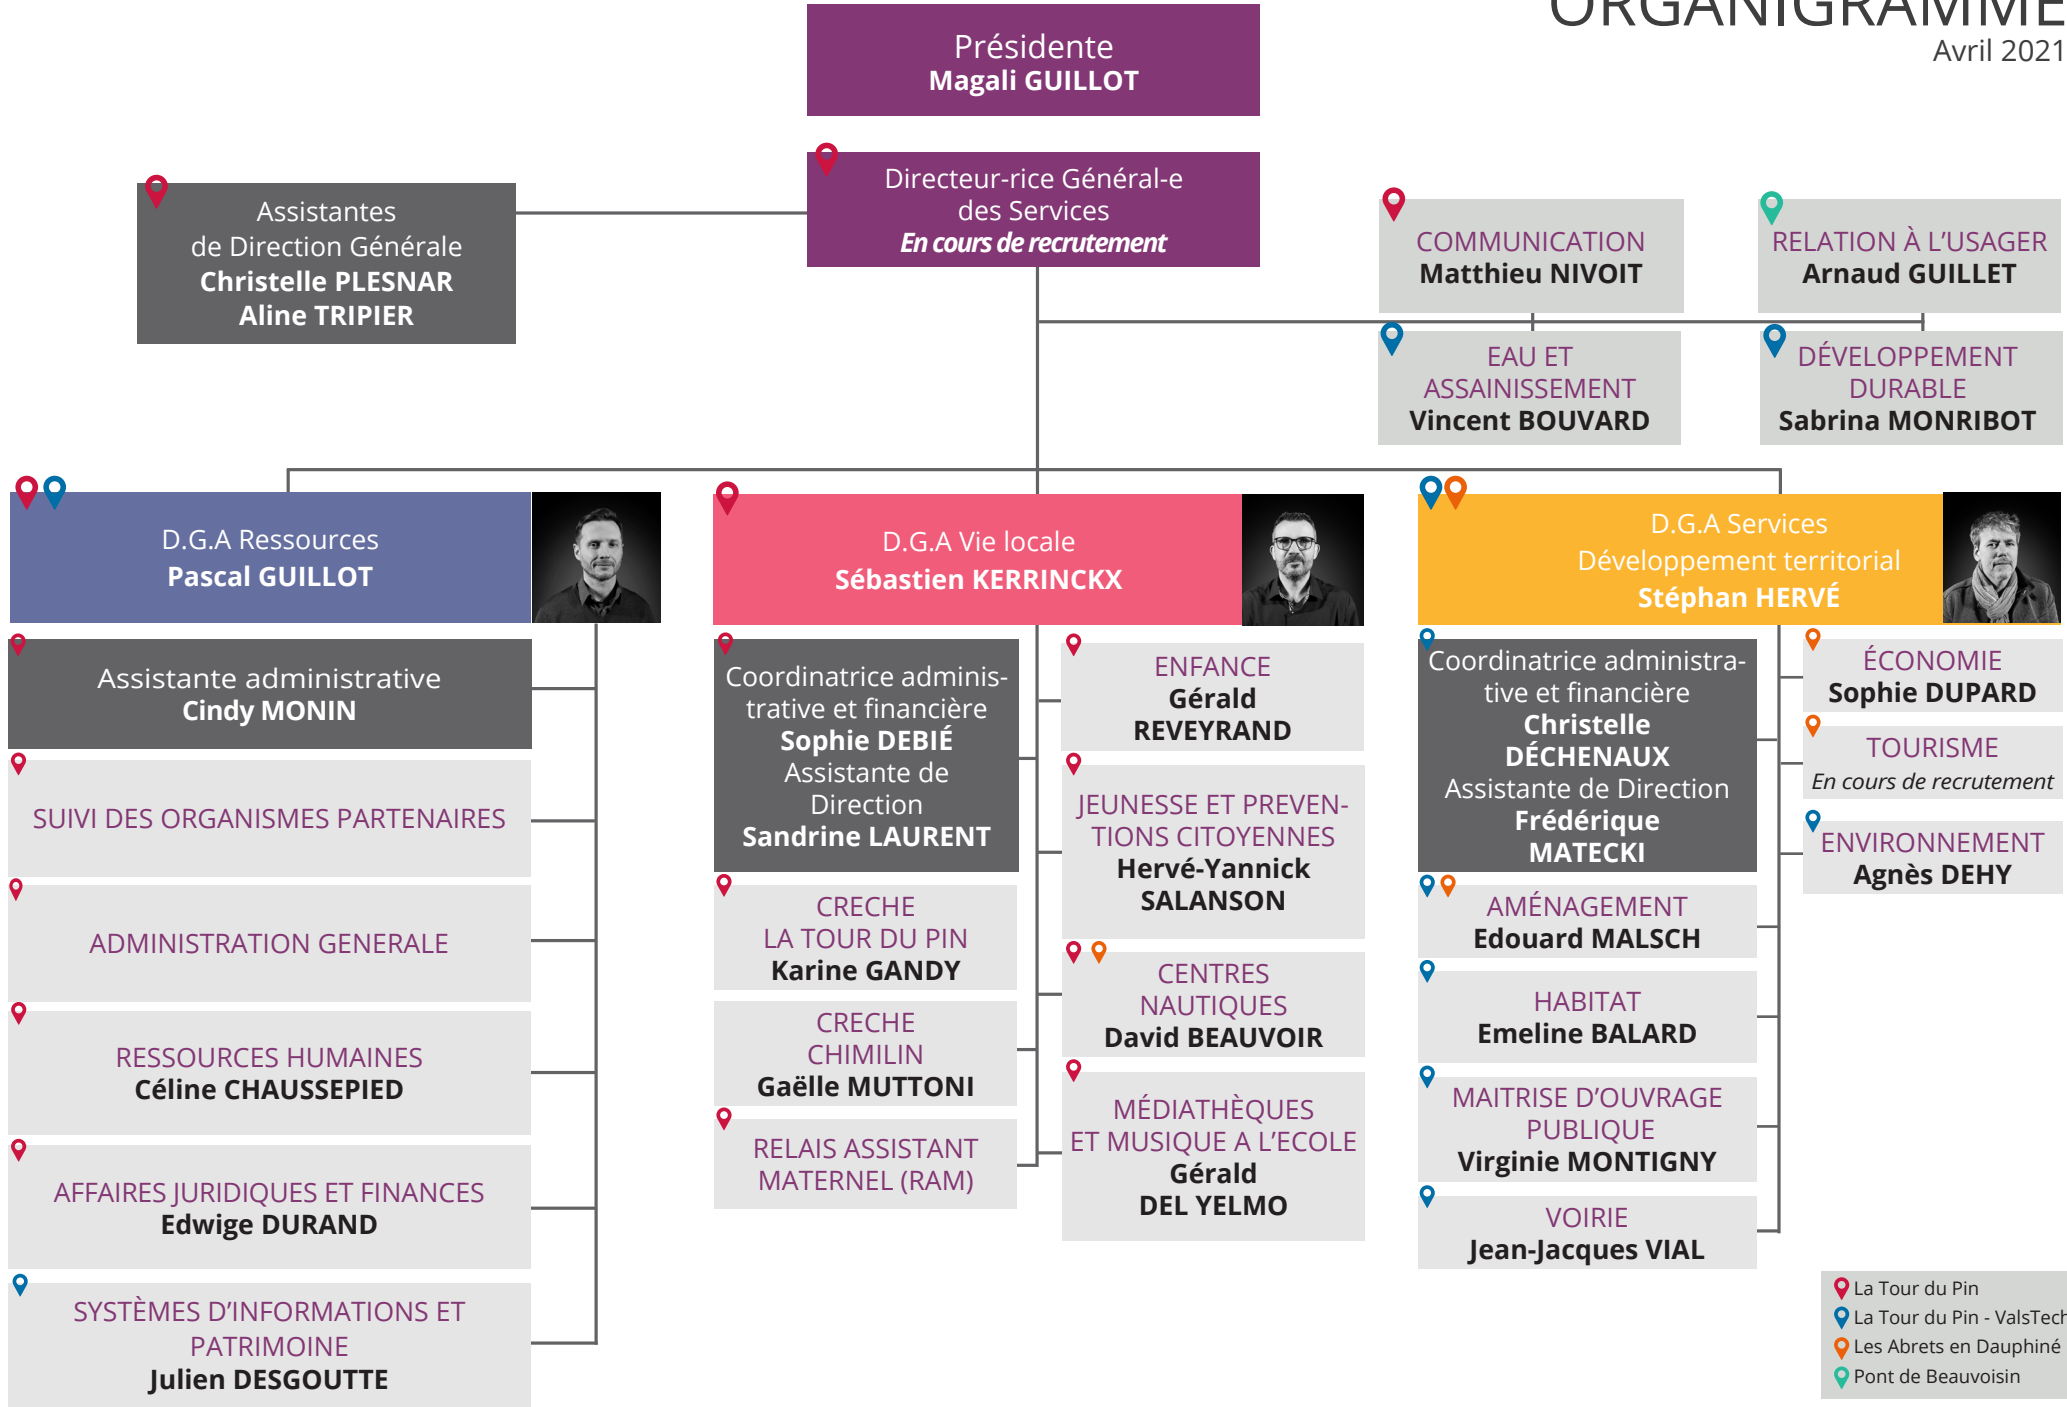 ORGANIGRAMME
Avril 2021
Présidente
Magali GUILLOT
Directeur-rice Général-e
des Services
En cours de recrutement
Assistantes
de Direction Générale
Christelle PLESNAR
Aline TRIPIER
COMMUNICATION
Matthieu NIVOIT
RELATION À L'USAGER
Arnaud GUILLET
EAU ET
ASSAINISSEMENT
Vincent BOUVARD
DÉVELOPPEMENT
DURABLE
Sabrina MONRIBOT
D.G.A Ressources
Pascal GUILLOT
Assistante administrative
Cindy MONIN
SUIVI DES ORGANISMES PARTENAIRES
ADMINISTRATION GENERALE
RESSOURCES HUMAINES
Céline CHAUSSEPIED
AFFAIRES JURIDIQUES ET FINANCES
Edwige DURAND
SYSTÈMES D'INFORMATIONS ET
PATRIMOINE
Julien DESGOUTTE
D.G.A Vie locale
Sébastien KERRINCKX
Coordinatrice adminis-
trative et financière
Sophie DEBIÉ
Assistante de
Direction
Sandrine LAURENT
CRECHE
LA TOUR DU PIN
Karine GANDY
CRECHE
CHIMILIN
Gaëlle MUTTONI
RELAIS ASSISTANT
MATERNEL (RAM)
ENFANCE
Gérald
REVEYRAND
JEUNESSE ET PREVEN-
TIONS CITOYENNES
Hervé-Yannick
SALANSON
CENTRES
NAUTIQUES
David BEAUVOIR
MÉDIATHÈQUES
ET MUSIQUE A L'ECOLE
Gérald
DEL YELMO
D.G.A Services
Développement territorial
Stéphan HERVÉ
Coordinatrice administra-
tive et financière
Christelle
DÉCHENAUX
Assistante de Direction
Frédérique
MATECKI
AMÉNAGEMENT
Edouard MALSCH
HABITAT
Emeline BALARD
MAITRISE D'OUVRAGE
PUBLIQUE
Virginie MONTIGNY
VOIRIE
Jean-Jacques VIAL
ÉCONOMIE
Sophie DUPARD
TOURISME
En cours de recrutement
ENVIRONNEMENT
Agnès DEHY
La Tour du Pin
La Tour du Pin - ValsTech
Les Abrets en Dauphiné
Pont de Beauvoisin